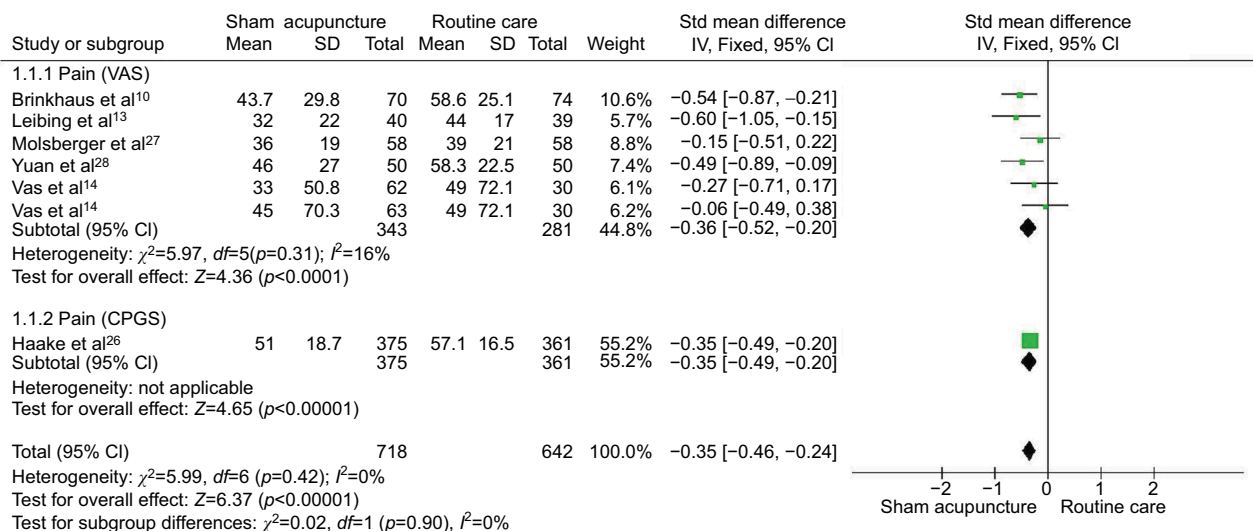 Sham acupuncture Routine care Std mean difference Std mean difference
Study or subgroup Mean SD Total Mean SD Total Weight IV, Fixed, 95% CI IV, Fixed, 95% CI
1.1.1 Pain (VAS)
Brinkhaus et al¹⁰ 43.7 29.8 70 58.6 25.1 74 10.6% −0.54 [−0.87, −0.21]
Leibing et al¹³ 32 22 40 44 17 39 5.7% −0.60 [−1.05, −0.15]
Molsberger et al²⁷ 36 19 58 39 21 58 8.8% −0.15 [−0.51, 0.22]
Yuan et al²⁸ 46 27 50 58.3 22.5 50 7.4% −0.49 [−0.89, −0.09]
Vas et al¹⁴ 33 50.8 62 49 72.1 30 6.1% −0.27 [−0.71, 0.17]
Vas et al¹⁴ 45 70.3 63 49 72.1 30 6.2% −0.06 [−0.49, 0.38]
Subtotal (95% CI) 343 281 44.8% −0.36 [−0.52, −0.20]
Heterogeneity: χ²=5.97, df=5(p=0.31); I²=16%
Test for overall effect: Z=4.36 (p<0.0001)
1.1.2 Pain (CPGS)
Haake et al²⁶ 51 18.7 375 57.1 16.5 361 55.2% −0.35 [−0.49, −0.20]
Subtotal (95% CI) 375 361 55.2% −0.35 [−0.49, −0.20]
Heterogeneity: not applicable
Test for overall effect: Z=4.65 (p<0.00001)
Total (95% CI) 718 642 100.0% −0.35 [−0.46, −0.24]
Heterogeneity: χ²=5.99, df=6 (p=0.42); I²=0%
Test for overall effect: Z=6.37 (p<0.00001)
Test for subgroup differences: χ²=0.02, df=1 (p=0.90), I²=0%
−2 −1 0 1 2
Sham acupuncture Routine care